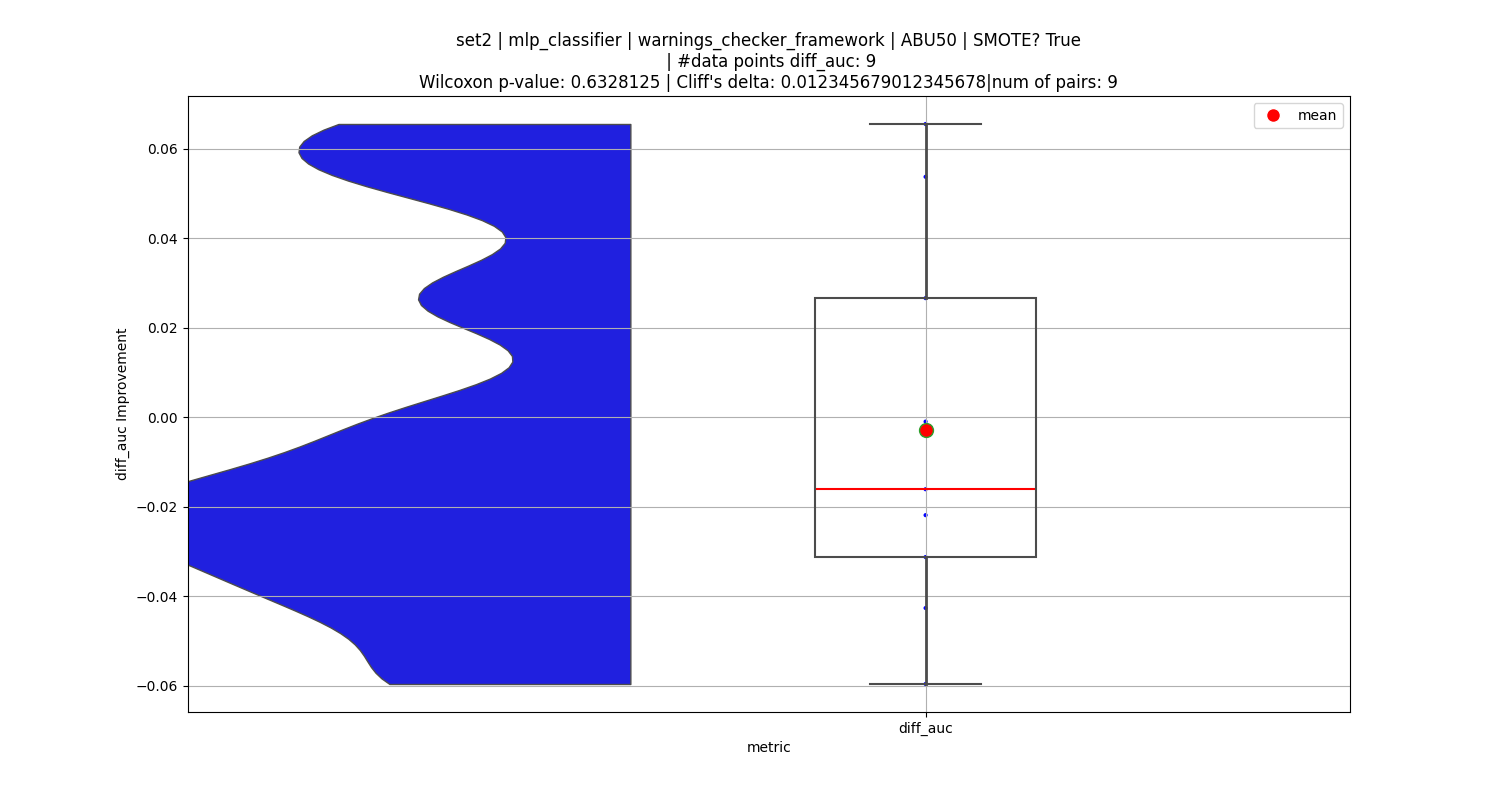 set2 | mlp_classifier | warnings_checker_framework | ABU50 | SMOTE? True
| #data points diff_auc: 9
Wilcoxon p-value: 0.6328125 | Cliff's delta: 0.012345679012345678|num of pairs: 9
mean
0.06
0.04
0.02
0.00
−0.02
−0.04
−0.06
diff_auc Improvement
diff_auc
metric